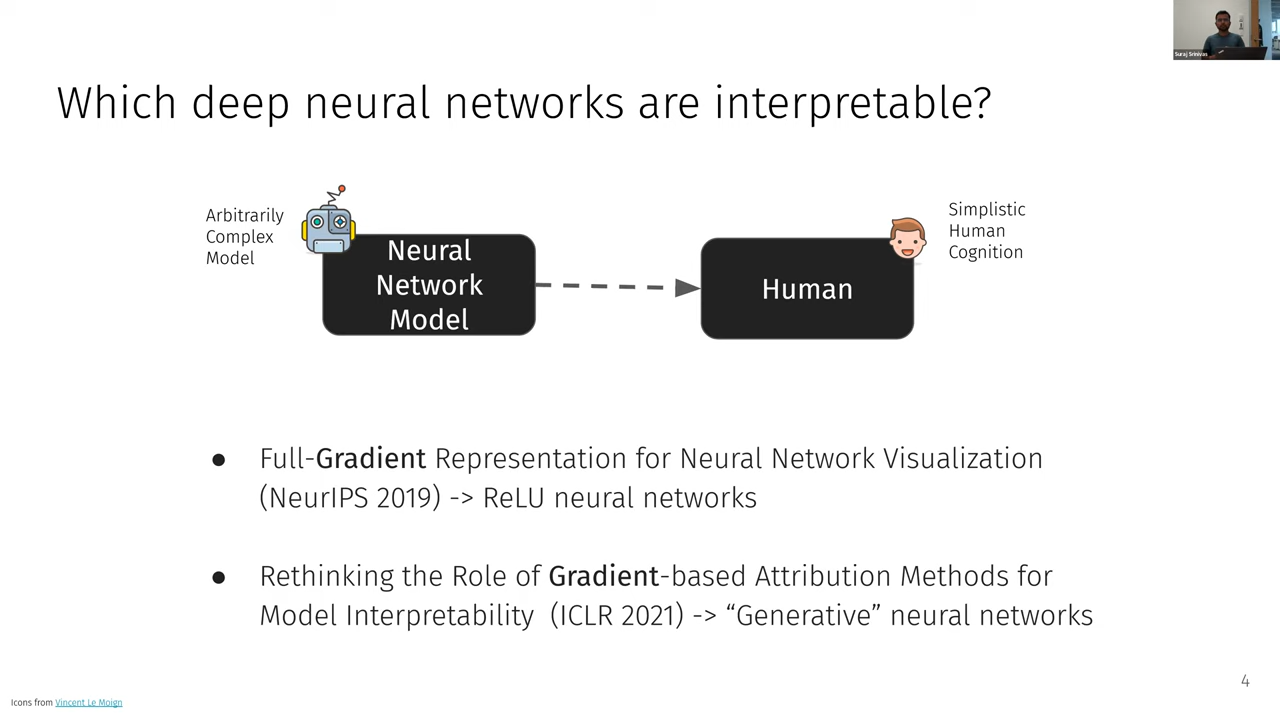 Suraj Srinivas
Which deep neural networks are interpretable?
Arbitrarily
Complex
Model
Neural
Network
Model
Human
Simplistic
Human
Cognition
● Full-Gradient Representation for Neural Network Visualization
(NeurIPS 2019) -> ReLU neural networks
● Rethinking the Role of Gradient-based Attribution Methods for
Model Interpretability (ICLR 2021) -> “Generative” neural networks
4
Icons from Vincent Le Moign